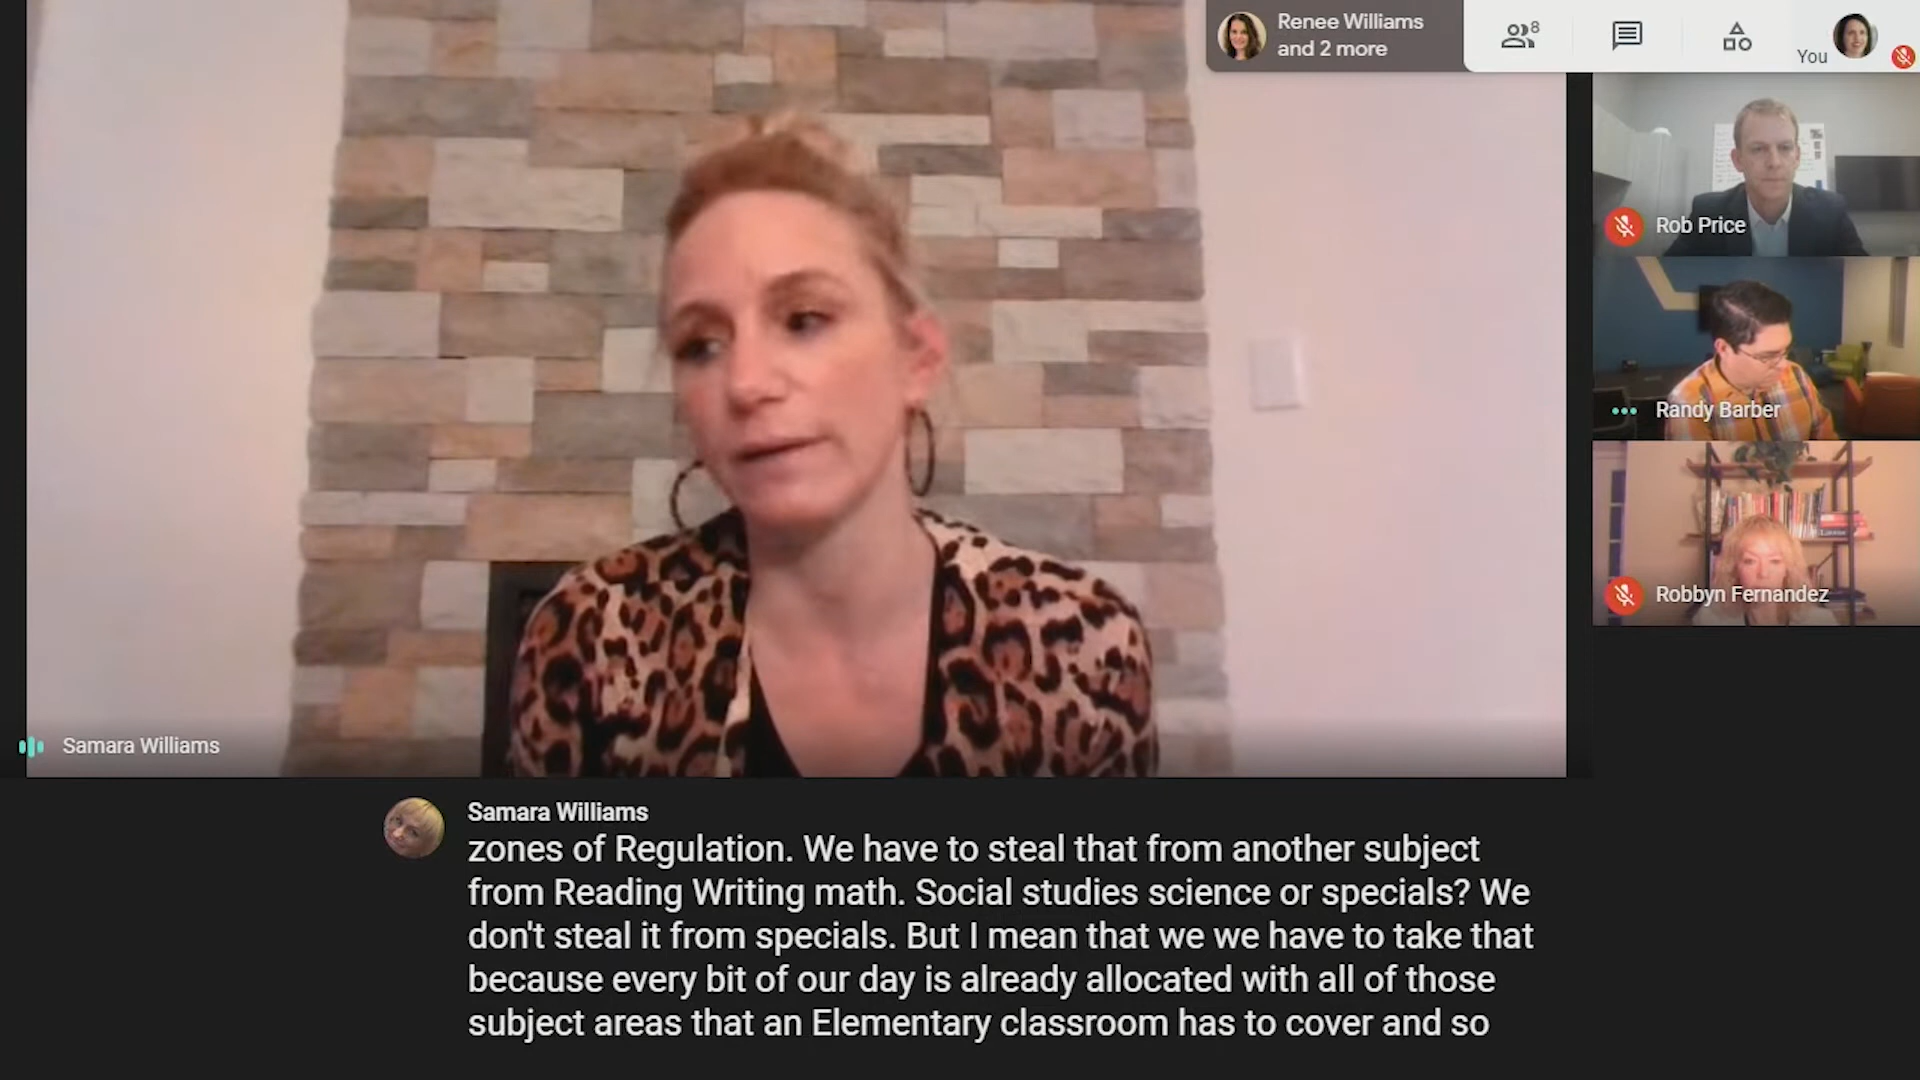 Renee Williams
and 2 more
8
You
Rob Price
Randy Barber
Robbyn Fernandez
Samara Williams
Samara Williams
zones of Regulation. We have to steal that from another subject
from Reading Writing math. Social studies science or specials? We
don't steal it from specials. But I mean that we we have to take that
because every bit of our day is already allocated with all of those
subject areas that an Elementary classroom has to cover and so